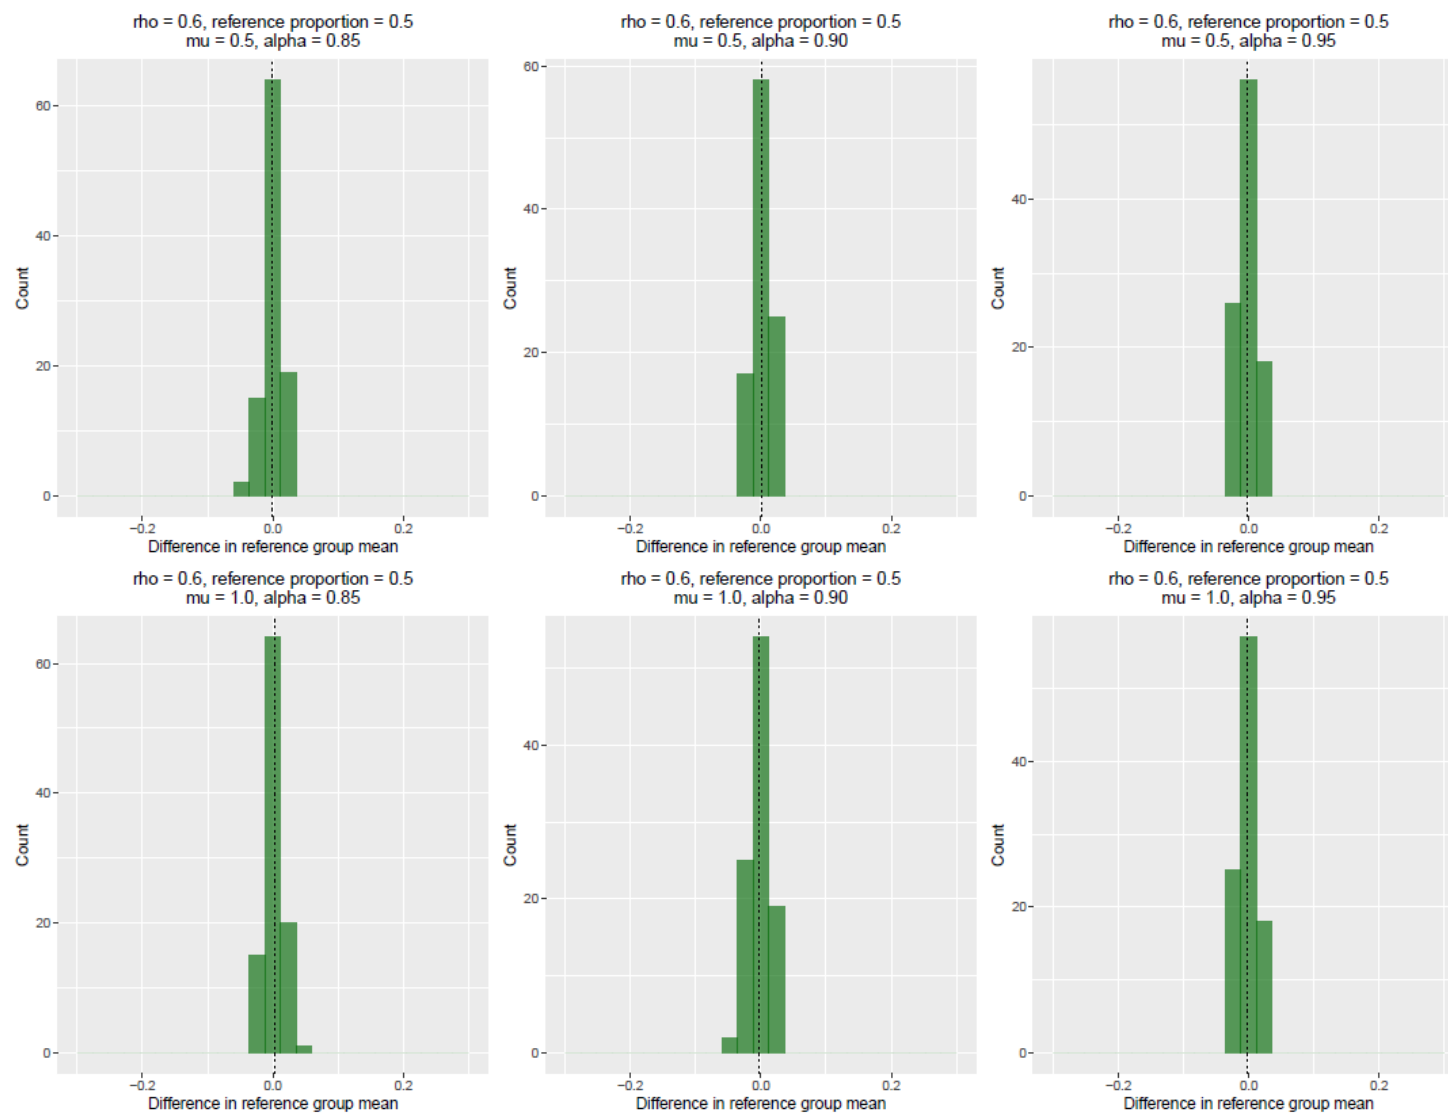 rho = 0.6, reference proportion = 0.5
mu = 0.5, alpha = 0.85
60
40
20
0
Count
−0.2 0.0 0.2
Difference in reference group mean
rho = 0.6, reference proportion = 0.5
mu = 0.5, alpha = 0.90
60
40
20
0
Count
−0.2 0.0 0.2
Difference in reference group mean
rho = 0.6, reference proportion = 0.5
mu = 0.5, alpha = 0.95
40
20
0
Count
−0.2 0.0 0.2
Difference in reference group mean
rho = 0.6, reference proportion = 0.5
mu = 1.0, alpha = 0.85
60
40
20
0
Count
−0.2 0.0 0.2
Difference in reference group mean
rho = 0.6, reference proportion = 0.5
mu = 1.0, alpha = 0.90
40
20
0
Count
−0.2 0.0 0.2
Difference in reference group mean
rho = 0.6, reference proportion = 0.5
mu = 1.0, alpha = 0.95
40
20
0
Count
−0.2 0.0 0.2
Difference in reference group mean